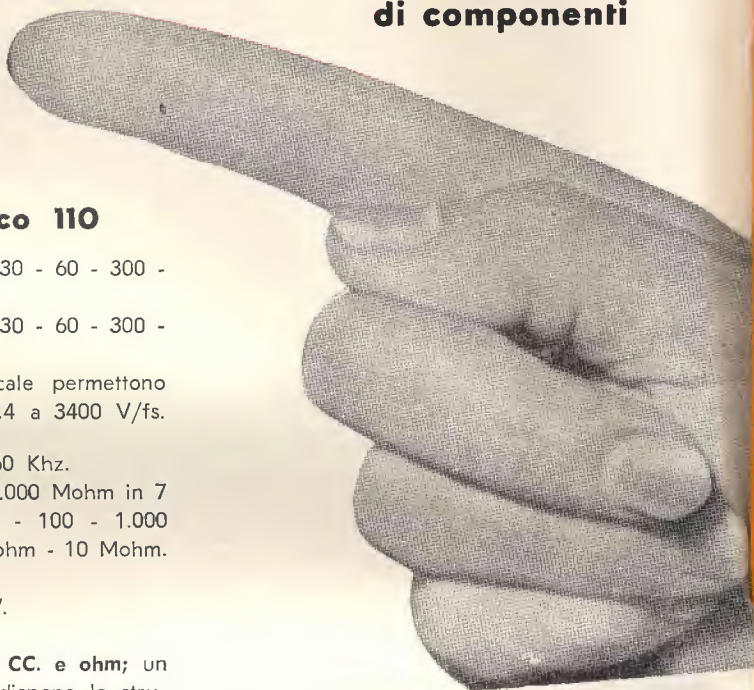 di componenti
co 110
30 - 60 - 300 -
30 - 60 - 300 -
cale permettono
.4 a 3400 V/fs.
0 Khz.
.000 Mohm in 7
- 100 - 1.000
ohm - 10 Mohm.
.
CC. e ohm; un